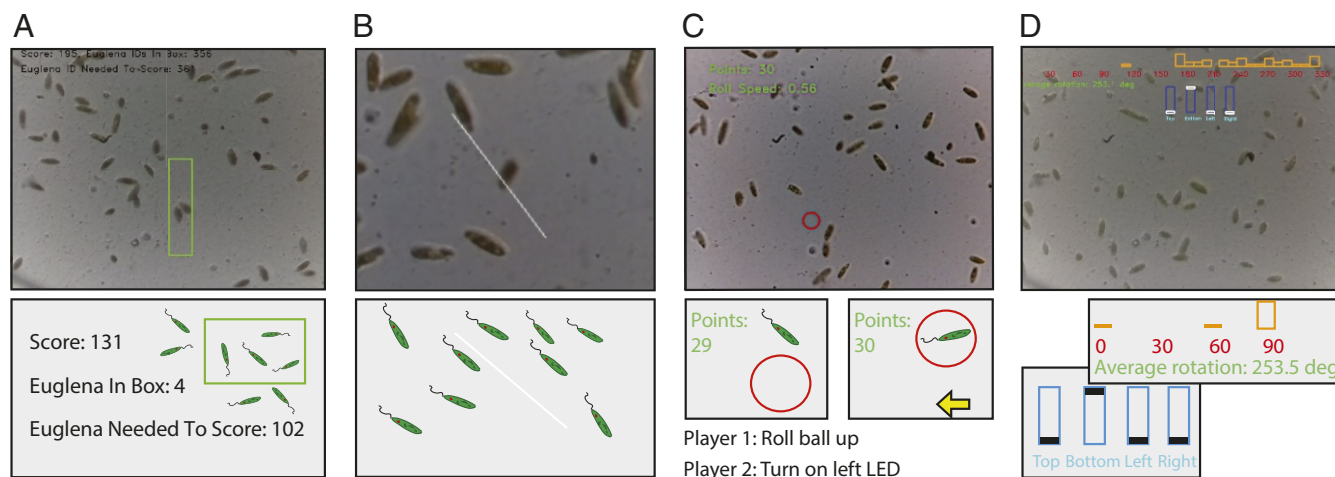 A
B
C
D
Score: 195, Euglena IDs In Box: 356
Euglena ID Needed To Score: 361
Points: 30
Roll Speed: 0.56
30 60 90 120 150 180 210 240 270 300 330
average rotation: 253.1 deg
Top Bottom Left Right
Score: 131
Euglena In Box: 4
Euglena Needed To Score: 102
Points:
29
Points:
30
Player 1: Roll ball up
Player 2: Turn on left LED
0 30 60 90
Average rotation: 253.5 deg
Top Bottom Left Right